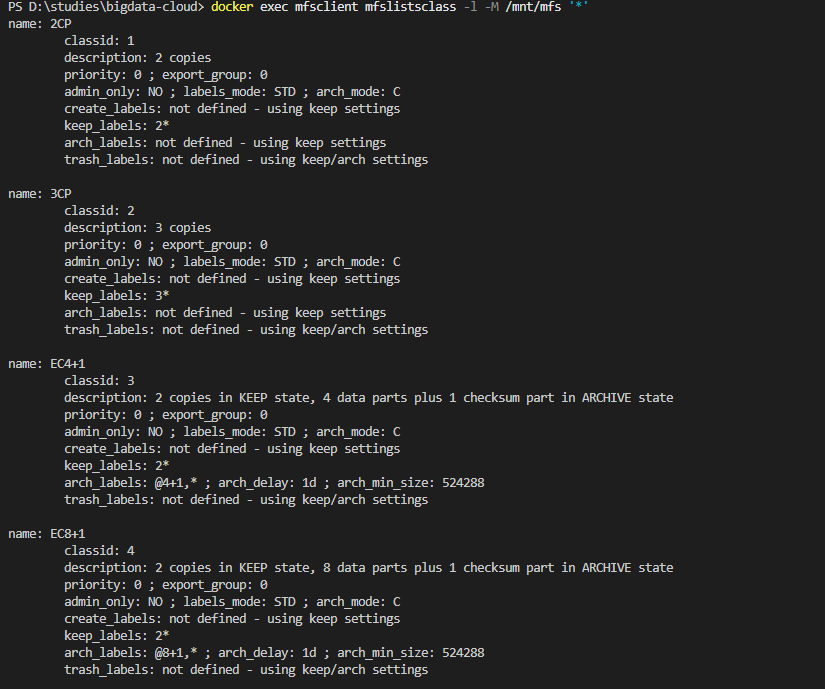 PS D:\studies\bigdata-cloud> docker exec mfsclient mfslistsclass -l -M /mnt/mfs '*'
name: 2CP
classid: 1
description: 2 copies
priority: 0 ; export_group: 0
admin_only: NO ; labels_mode: STD ; arch_mode: C
create_labels: not defined - using keep settings
keep_labels: 2*
arch_labels: not defined - using keep settings
trash_labels: not defined - using keep/arch settings
name: 3CP
classid: 2
description: 3 copies
priority: 0 ; export_group: 0
admin_only: NO ; labels_mode: STD ; arch_mode: C
create_labels: not defined - using keep settings
keep_labels: 3*
arch_labels: not defined - using keep settings
trash_labels: not defined - using keep/arch settings
name: EC4+1
classid: 3
description: 2 copies in KEEP state, 4 data parts plus 1 checksum part in ARCHIVE state
priority: 0 ; export_group: 0
admin_only: NO ; labels_mode: STD ; arch_mode: C
create_labels: not defined - using keep settings
keep_labels: 2*
arch_labels: @4+1,* ; arch_delay: 1d ; arch_min_size: 524288
trash_labels: not defined - using keep/arch settings
name: EC8+1
classid: 4
description: 2 copies in KEEP state, 8 data parts plus 1 checksum part in ARCHIVE state
priority: 0 ; export_group: 0
admin_only: NO ; labels_mode: STD ; arch_mode: C
create_labels: not defined - using keep settings
keep_labels: 2*
arch_labels: @8+1,* ; arch_delay: 1d ; arch_min_size: 524288
trash_labels: not defined - using keep/arch settings